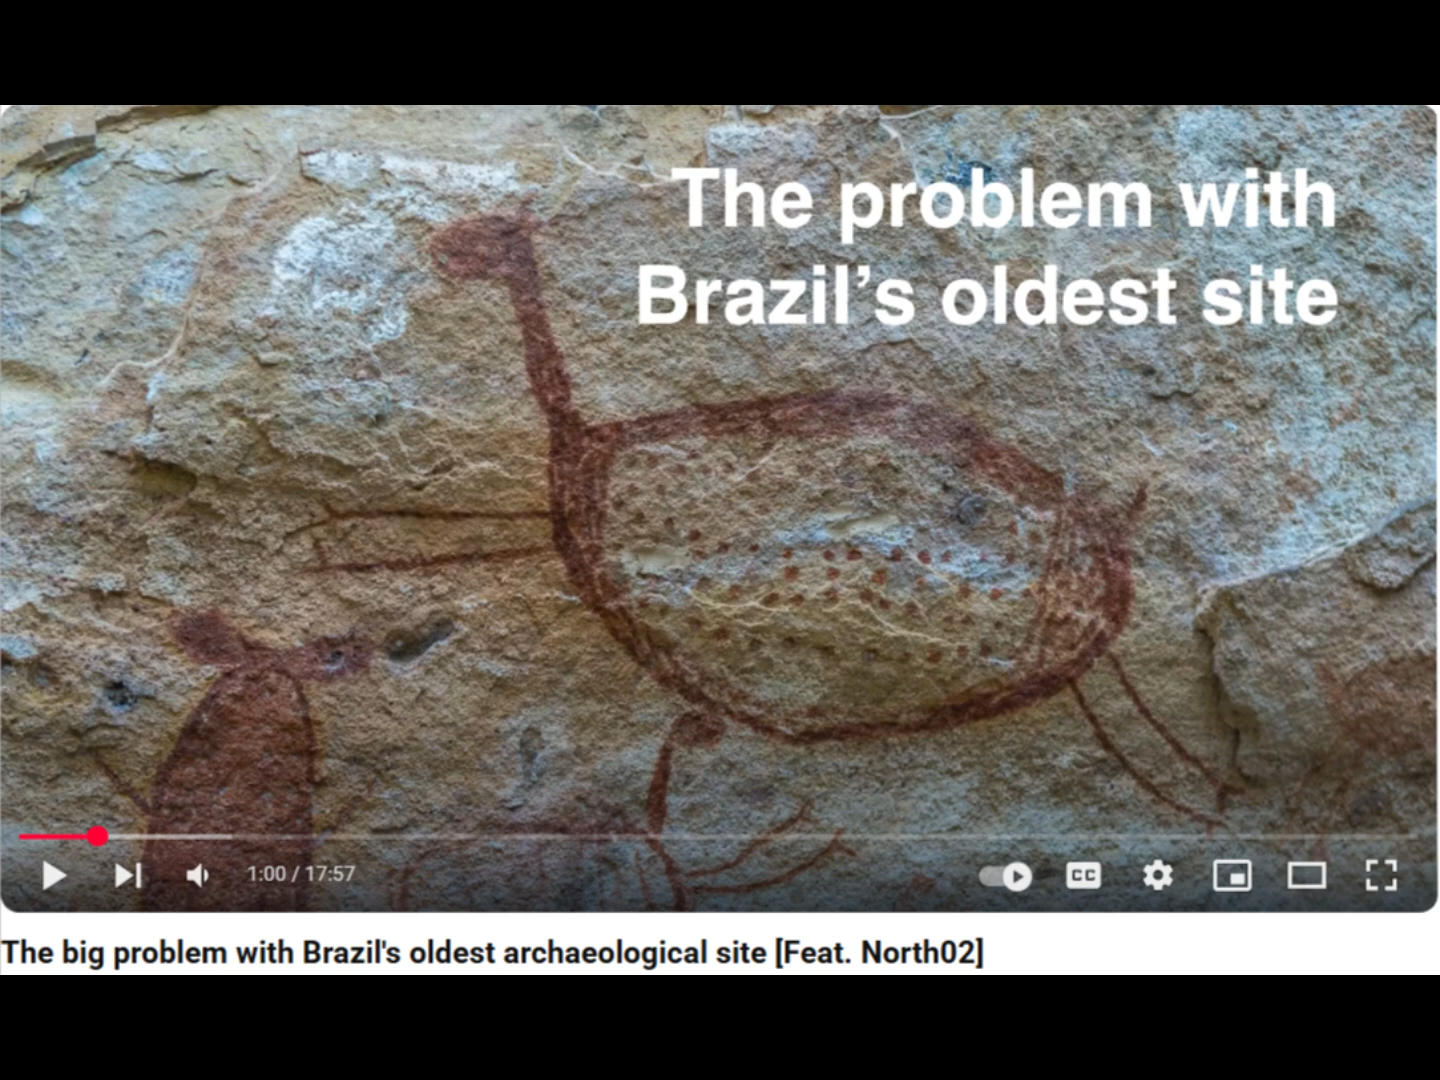 The problem with
Brazil’s oldest site
1:00 / 17:57
CC
The big problem with Brazil's oldest archaeological site [Feat. North02]